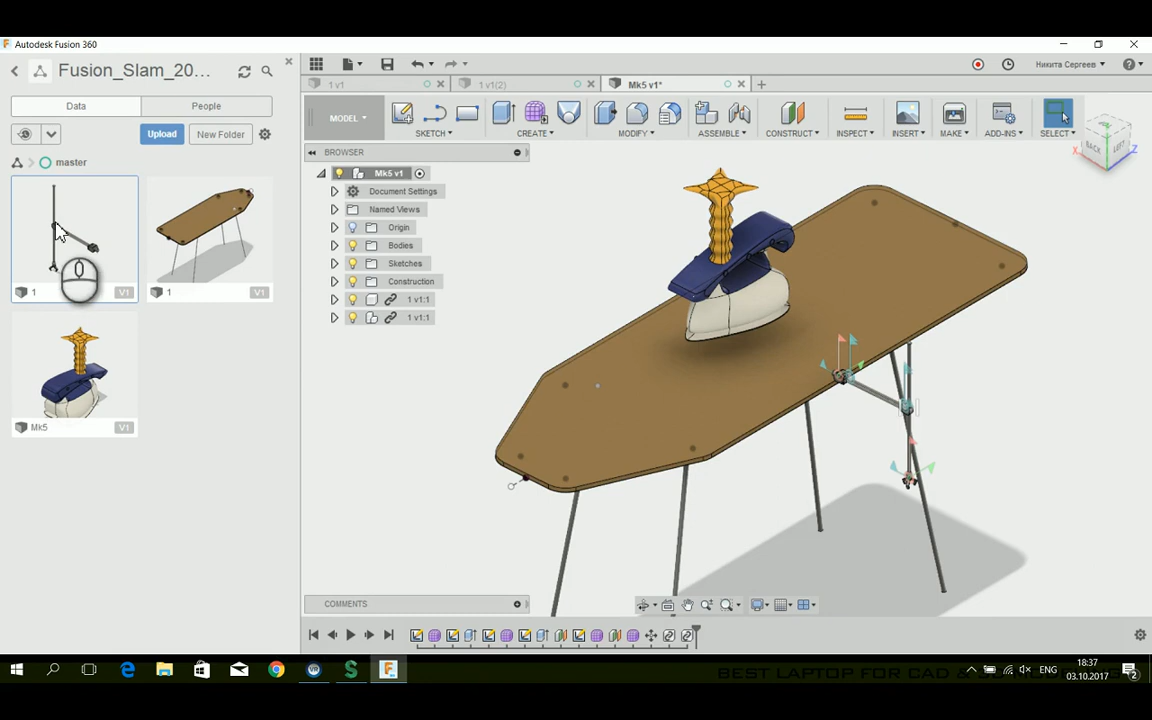 Autodesk Fusion 360
Fusion_Slam_20...
Data
People
Upload
New Folder
master
1
V1
1
V1
Mk5
V1
1 v1
1 v1(2)
Mk5 v1*
Никита Сергеев
MODEL
SKETCH
CREATE
MODIFY
ASSEMBLE
CONSTRUCT
INSPECT
INSERT
MAKE
ADD-INS
SELECT
BACK
LEFT
X
Z
BROWSER
Mk5 v1
Document Settings
Named Views
Origin
Bodies
Sketches
Construction
1 v1:1
1 v1:1
COMMENTS
ENG
18:37
03.10.2017
2